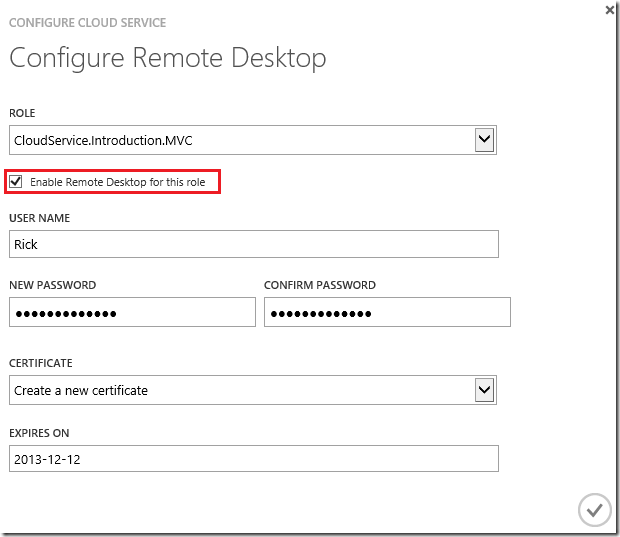 CONFIGURE CLOUD SERVICE
Configure Remote Desktop
ROLE
CloudService.Introduction.MVC
Enable Remote Desktop for this role
USER NAME
Rick
NEW PASSWORD CONFIRM PASSWORD
●●●●●●●●●●●●● ●●●●●●●●●●●●●
CERTIFICATE
Create a new certificate
EXPIRES ON
2013-12-12